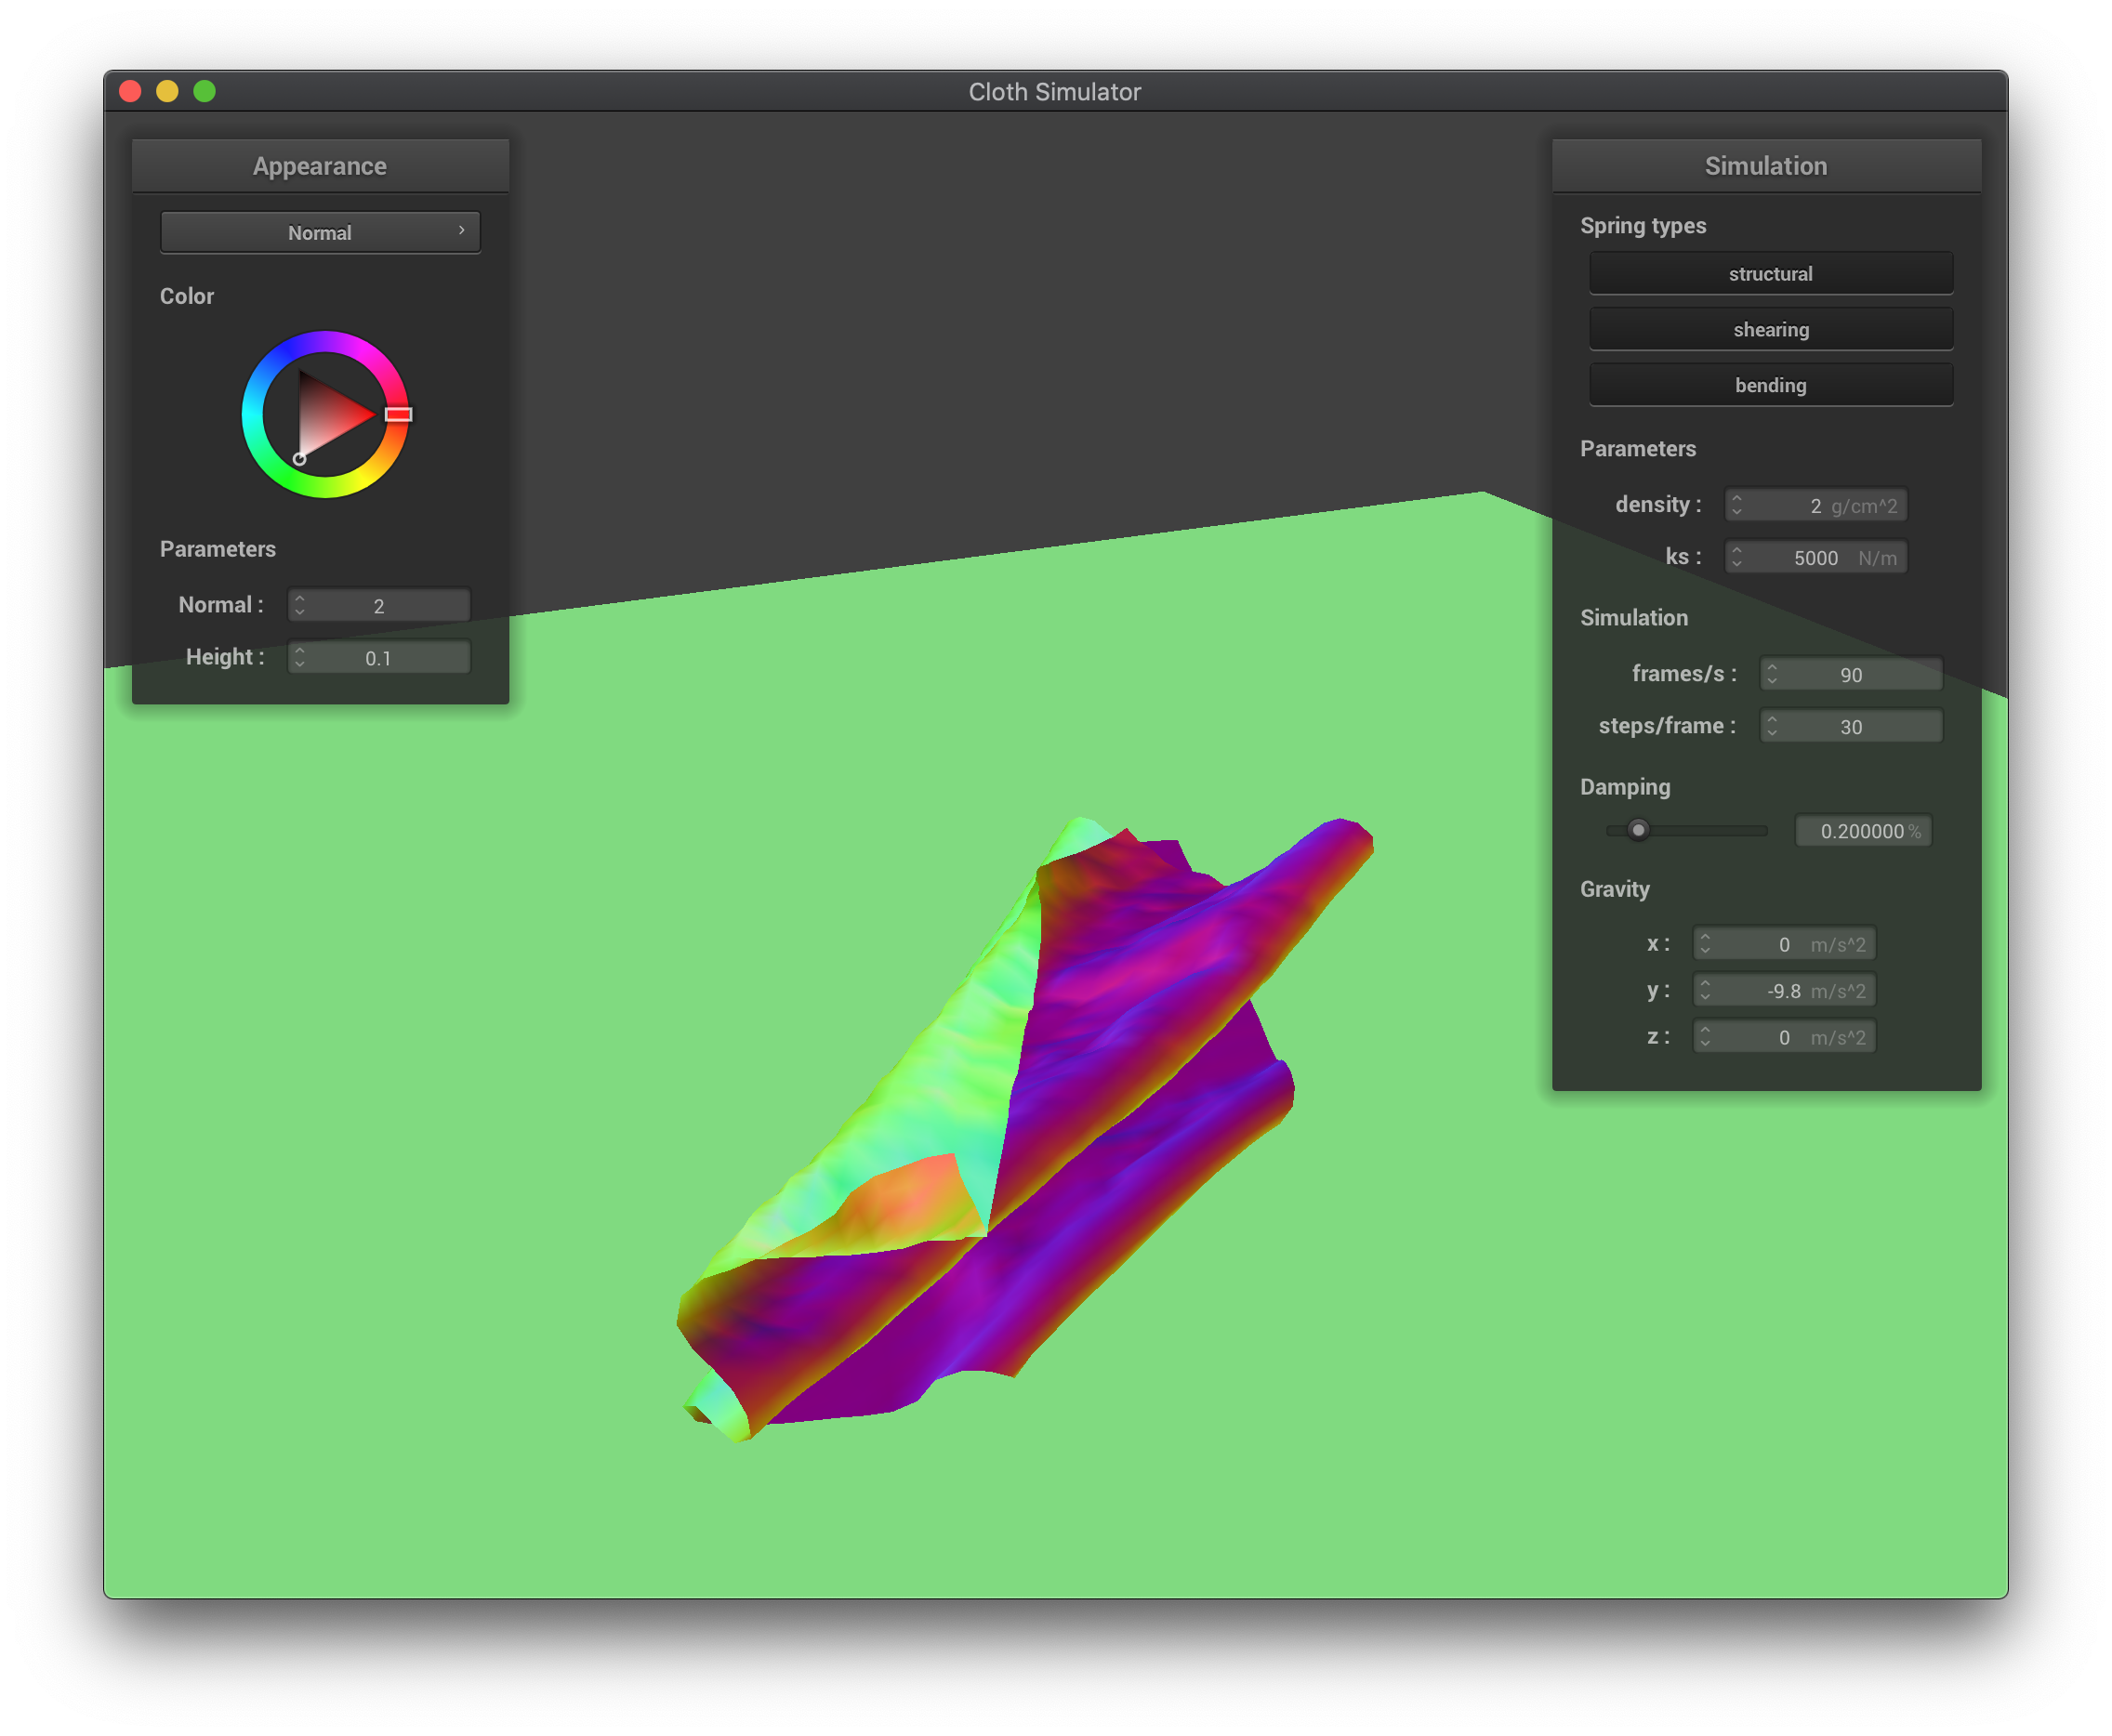 Cloth Simulator
Appearance
Normal
Color
Parameters
Normal : 2
Height : 0.1
Simulation
Spring types
structural
shearing
bending
Parameters
density : 2 g/cm^2
ks : 5000 N/m
Simulation
frames/s : 90
steps/frame : 30
Damping
0.200000 %
Gravity
x : 0 m/s^2
y : -9.8 m/s^2
z : 0 m/s^2